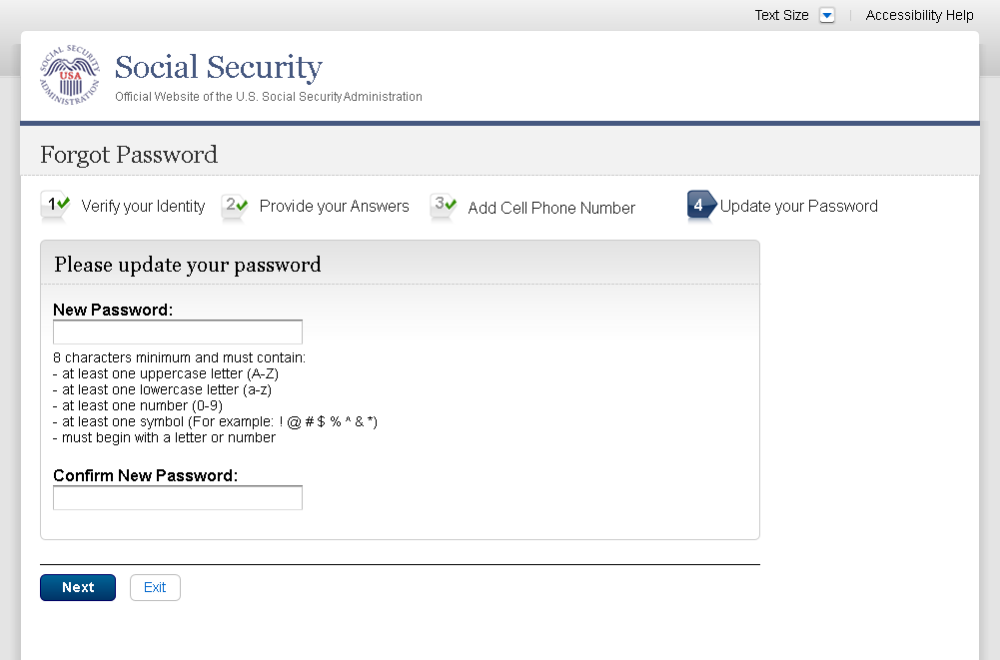 Text Size
Accessibility Help
SOCIAL SECURITY ADMINISTRATION
USA
Social Security
Official Website of the U.S. Social Security Administration
Forgot Password
1 Verify your Identity 2 Provide your Answers 3 Add Cell Phone Number 4 Update your Password
Please update your password
New Password:
8 characters minimum and must contain:
- at least one uppercase letter (A-Z)
- at least one lowercase letter (a-z)
- at least one number (0-9)
- at least one symbol (For example: ! @ # $ % ^ & *)
- must begin with a letter or number
Confirm New Password:
Next Exit